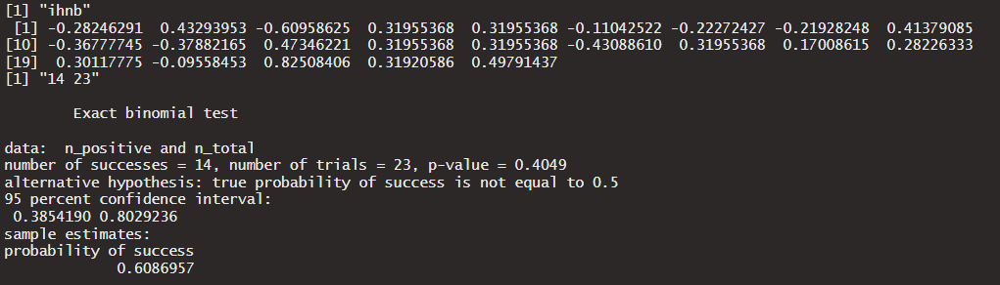 [1] "ihnb"
[1] -0.28246291 0.43293953 -0.60958625 0.31955368 0.31955368 -0.11042522 -0.22272427 -0.21928248 0.41379085
[10] -0.36777745 -0.37882165 0.47346221 0.31955368 0.31955368 -0.43088610 0.31955368 0.17008615 0.28226333
[19] 0.30117775 -0.09558453 0.82508406 0.31920586 0.49791437
[1] "14 23"
Exact binomial test
data: n_positive and n_total
number of successes = 14, number of trials = 23, p-value = 0.4049
alternative hypothesis: true probability of success is not equal to 0.5
95 percent confidence interval:
0.3854190 0.8029236
sample estimates:
probability of success
0.6086957